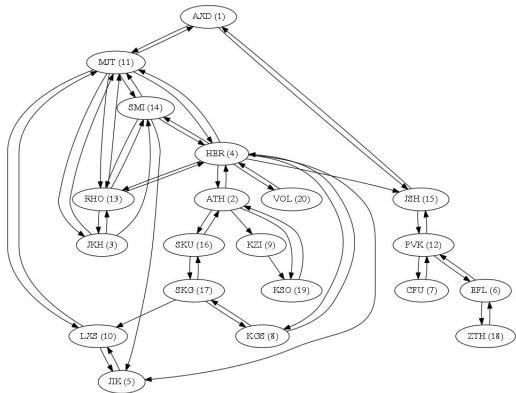 AXD (1)
MJT (11)
SMI (14)
HER (4)
RHO (13)
ATH (2)
VOL (20)
JSH (15)
JKH (3)
SKU (16)
KZI (9)
PVK (12)
SKG (17)
KSO (19)
CFU (7)
EFL (6)
LXS (10)
KGS (8)
ZTH (18)
JIK (5)